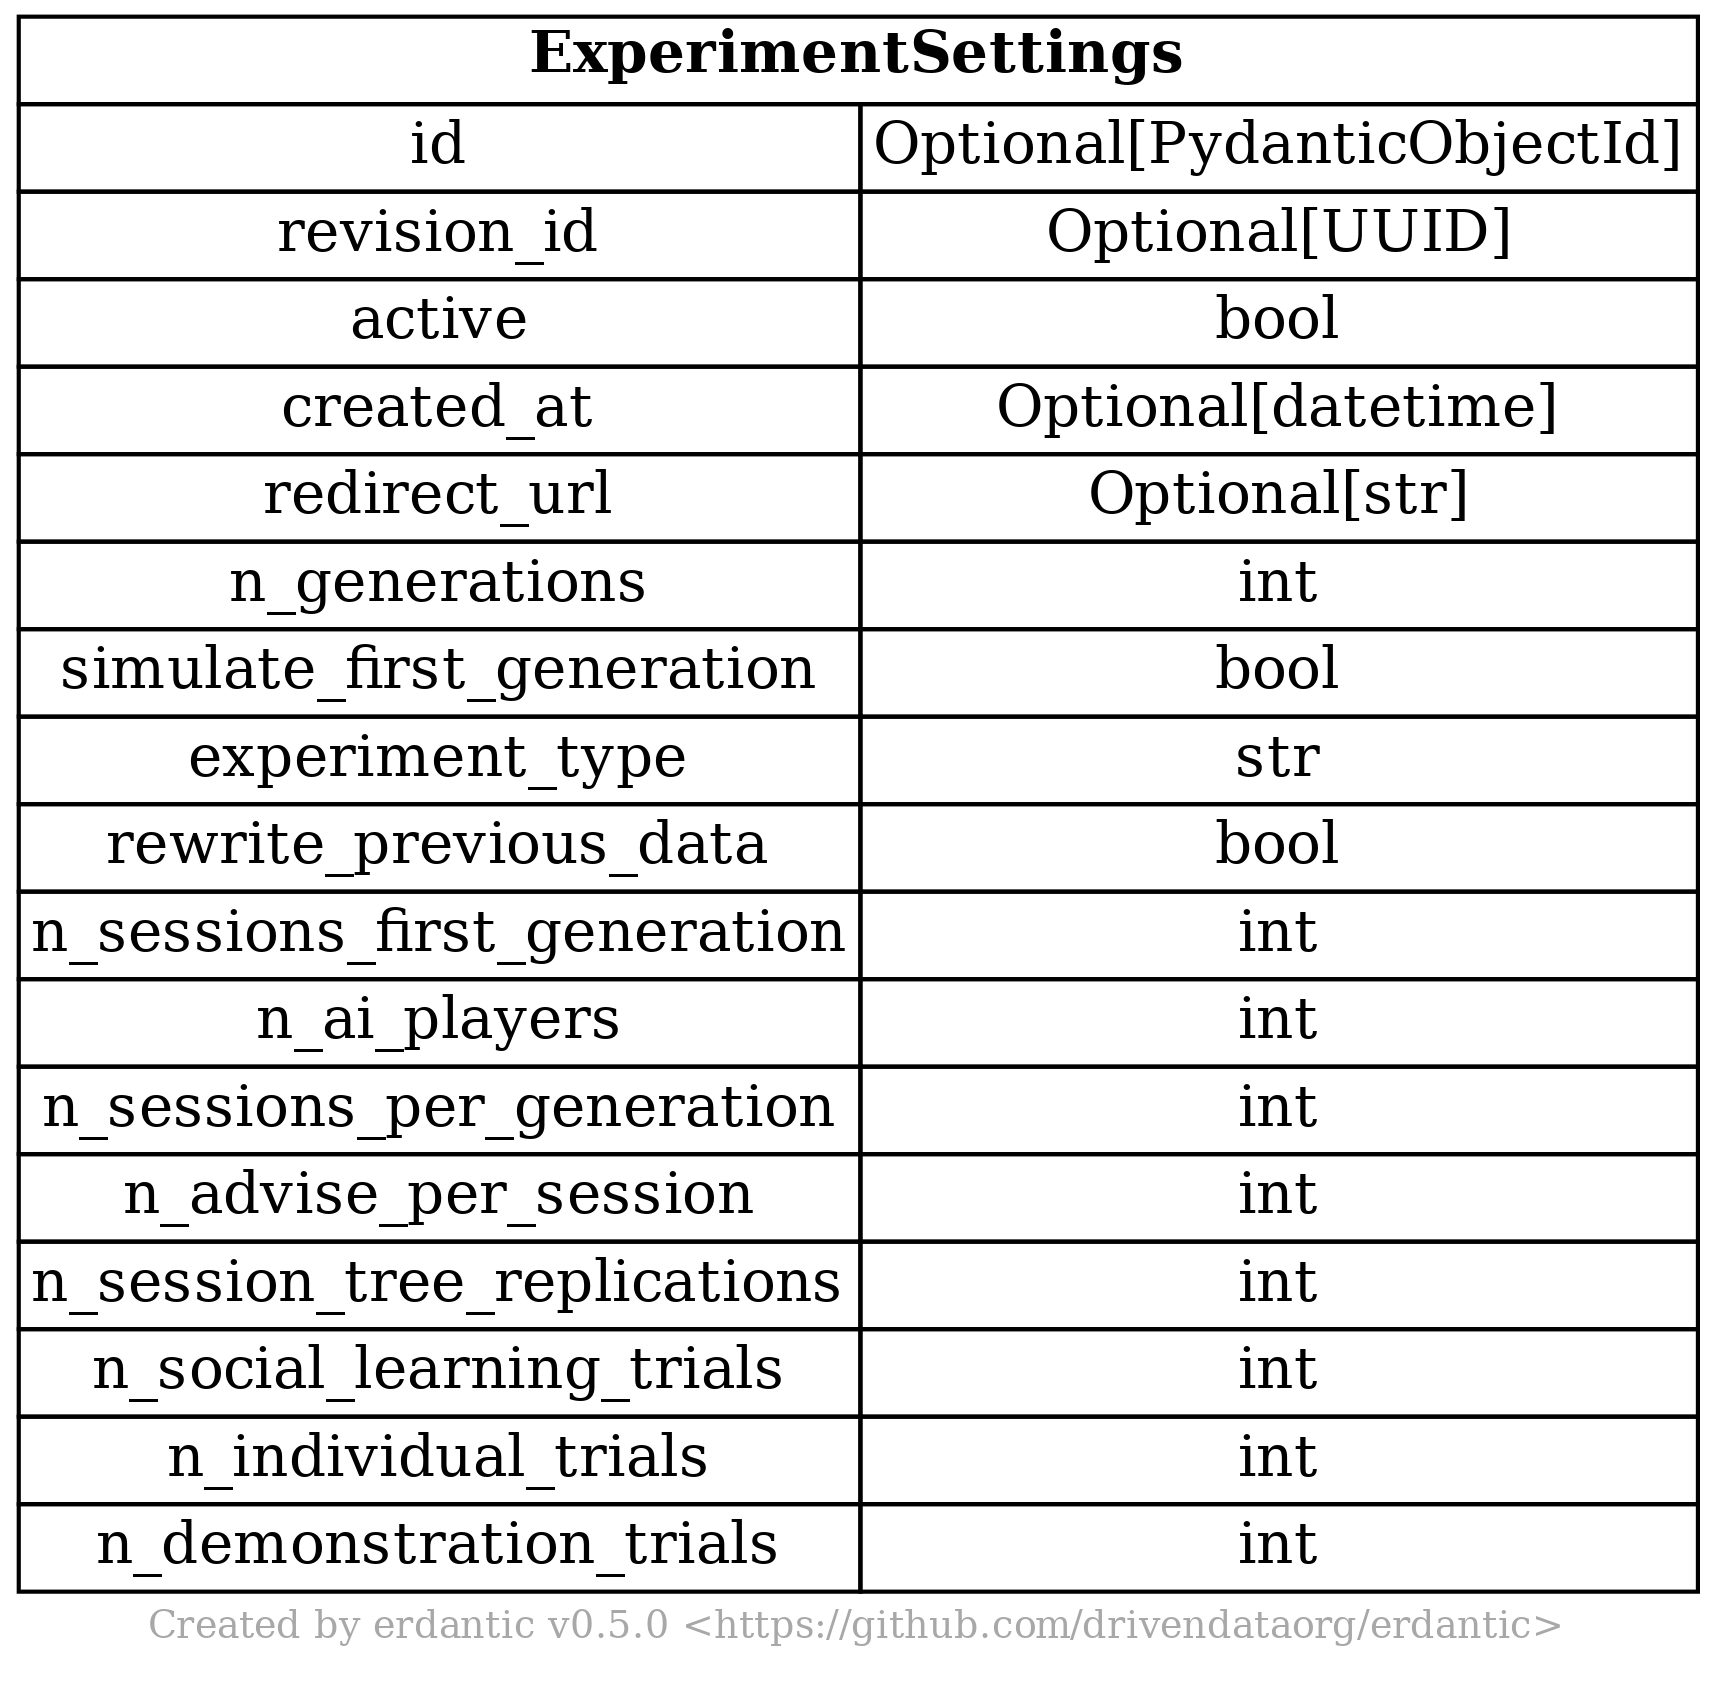 ExperimentSettings
id Optional[PydanticObjectId]
revision_id Optional[UUID]
active bool
created_at Optional[datetime]
redirect_url Optional[str]
n_generations int
simulate_first_generation bool
experiment_type str
rewrite_previous_data bool
n_sessions_first_generation int
n_ai_players int
n_sessions_per_generation int
n_advise_per_session int
n_session_tree_replications int
n_social_learning_trials int
n_individual_trials int
n_demonstration_trials int
Created by erdantic v0.5.0 <https://github.com/drivendataorg/erdantic>